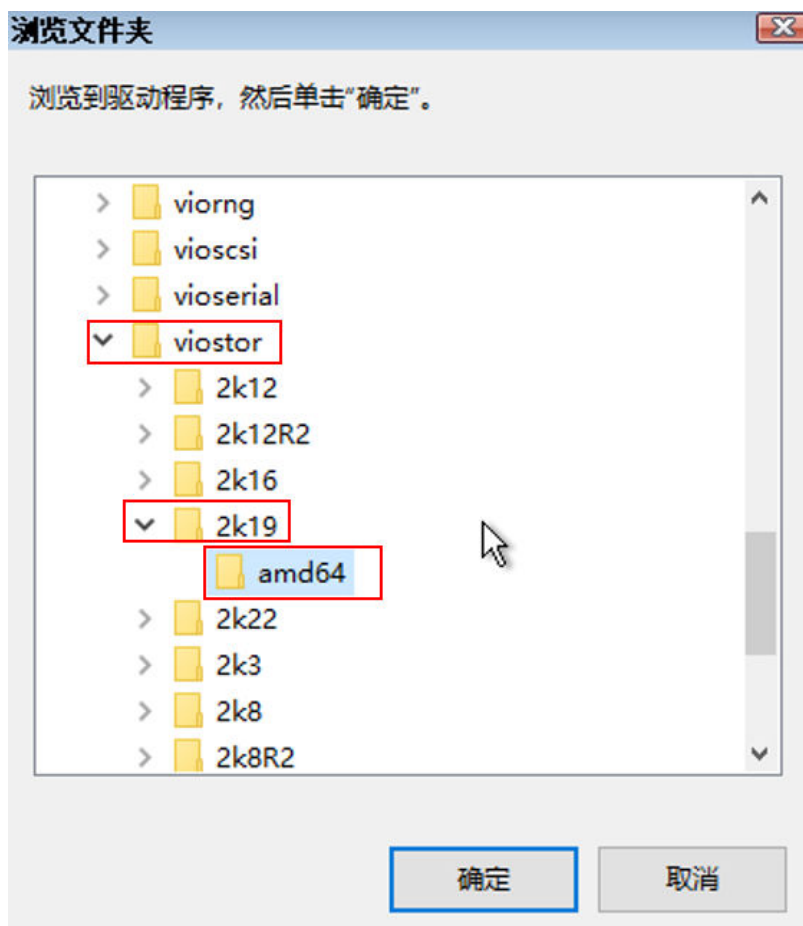 浏览文件夹
浏览到驱动程序，然后单击“确定”。
viorng
vioscsi
vioserial
viostor
2k12
2k12R2
2k16
2k19
amd64
2k22
2k3
2k8
2k8R2
确定 取消